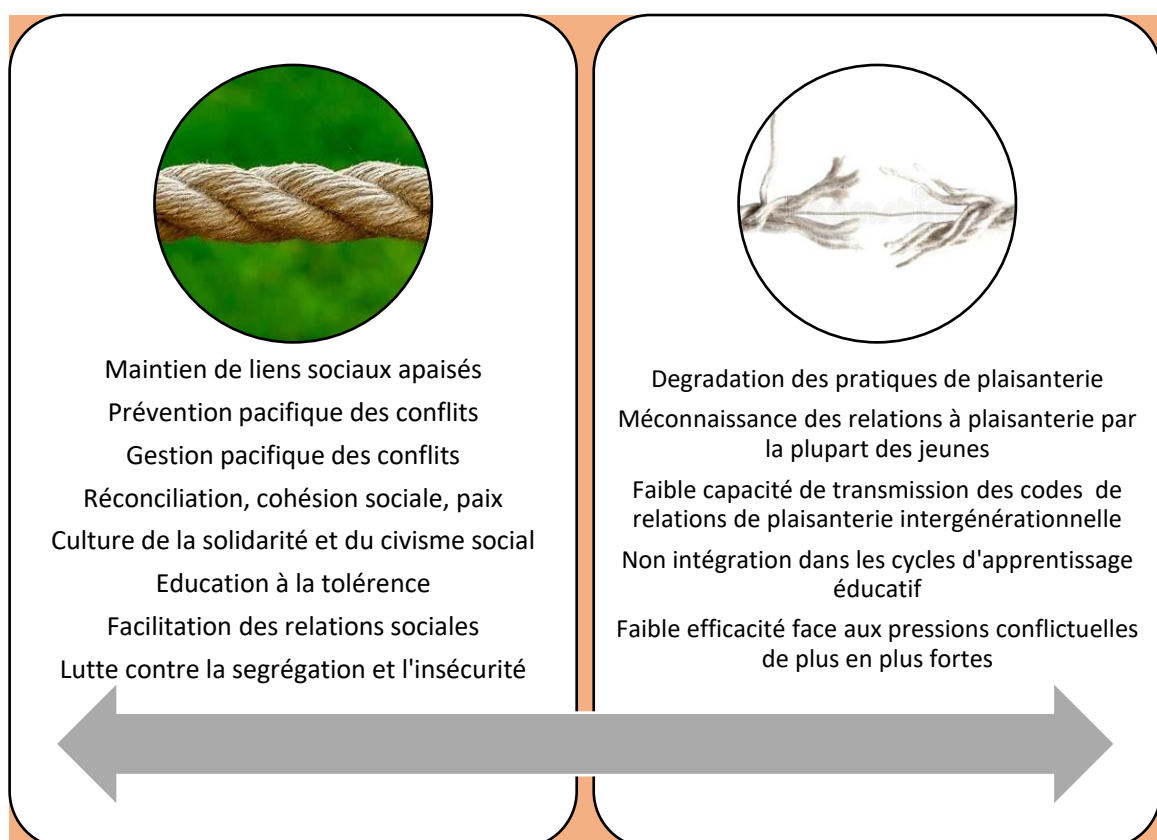 Maintien de liens sociaux apaisés
Prévention pacifique des conflits
Gestion pacifique des conflits
Réconciliation, cohésion sociale, paix
Culture de la solidarité et du civisme social
Education à la tolérence
Facilitation des relations sociales
Lutte contre la segrégation et l'insécurité
Degradation des pratiques de plaisanterie
Méconnaissance des relations à plaisanterie par
la plupart des jeunes
Faible capacité de transmission des codes de
relations de plaisanterie intergénérationnelle
Non intégration dans les cycles d'apprentissage
éducatif
Faible efficacité face aux pressions conflictuelles
de plus en plus fortes